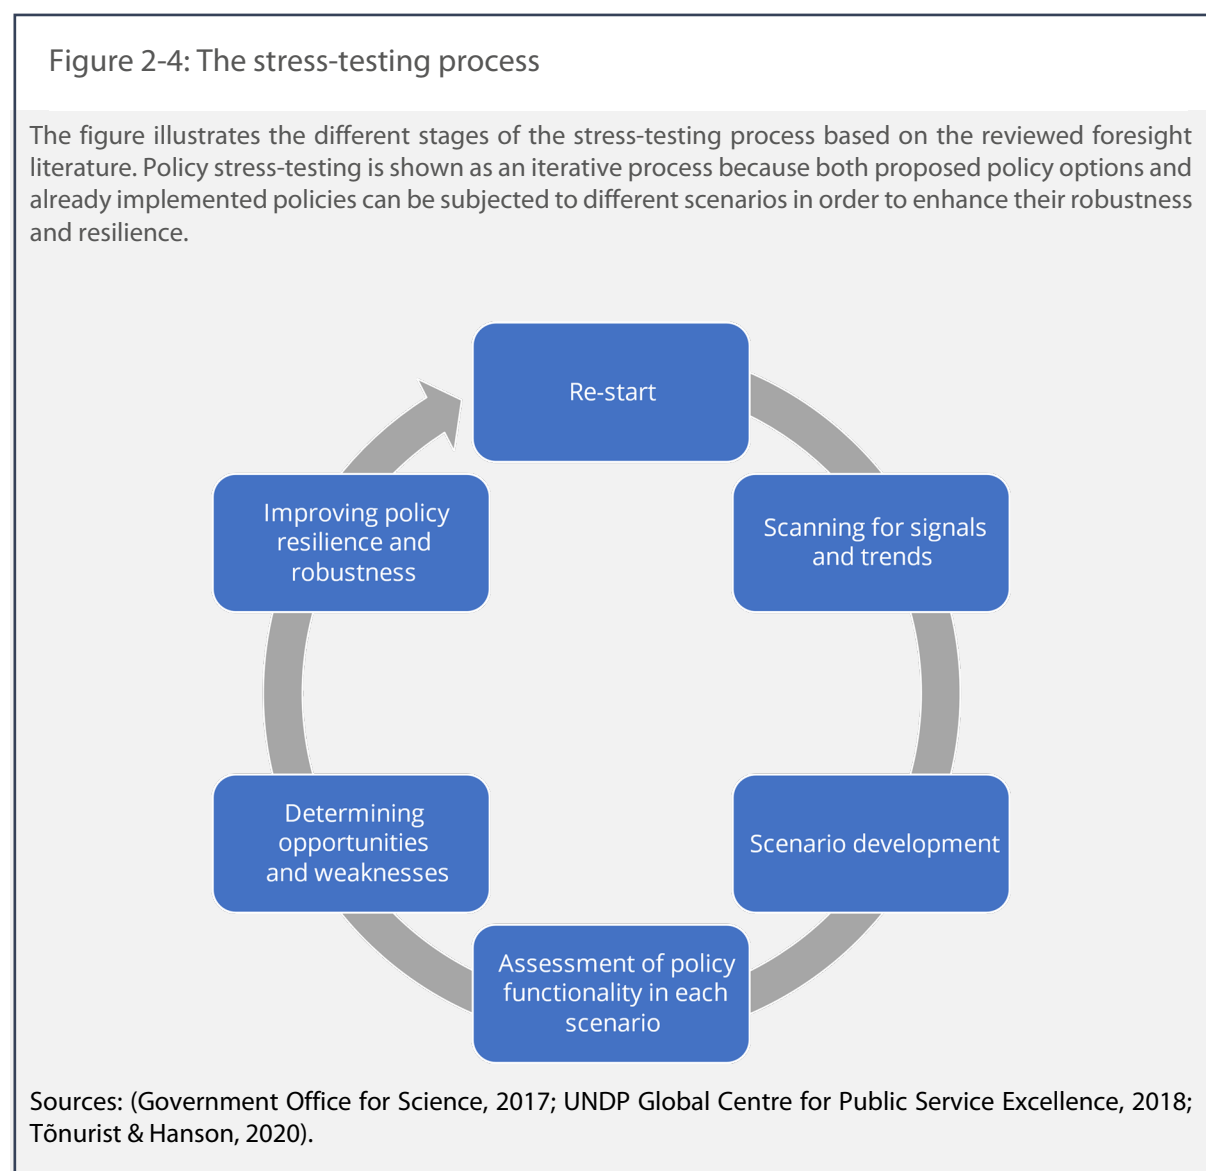 Figure 2-4: The stress-testing process
The figure illustrates the different stages of the stress-testing process based on the reviewed foresight
literature. Policy stress-testing is shown as an iterative process because both proposed policy options and
already implemented policies can be subjected to different scenarios in order to enhance their robustness
and resilience.
Re-start
Scanning for signals
and trends
Scenario development
Assessment of policy
functionality in each
scenario
Determining
opportunities
and weaknesses
Improving policy
resilience and
robustness
Sources: (Government Office for Science, 2017; UNDP Global Centre for Public Service Excellence, 2018;
Tõnurist & Hanson, 2020).